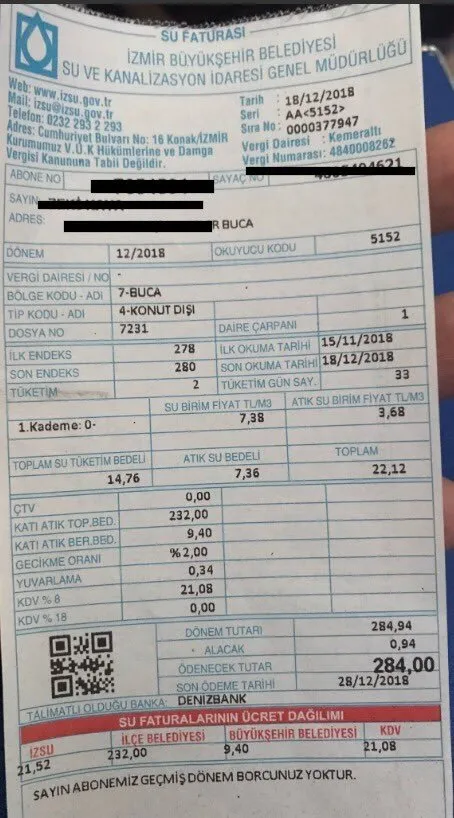 SU FATURASI
İZMİR BÜYÜKŞEHİR BELEDİYESİ
SU VE KANALİZASYON İDARESİ GENEL MÜDÜRLÜĞÜ
Web: www.izsu.gov.tr
Mail: izsu@izsu.gov.tr
Telefon: 0232 293 2 293
Adres: Cumhuriyet Bulvarı No: 16 Konak/İZMİR
Kurumumuz V.U.K Hükümlerine ve Damga
Vergisi Kanununa Tabii Değildir.
Tarih : 18/12/2018
Seri : AA<5152>
Sıra No : 0000377947
Vergi Dairesi : Kemeraltı
Vergi Numarası: 4840008262
ABONE NO
SAYAÇ NO
SAYIN
ADRES: R BUCA
DÖNEM 12/2018 OKUYUCU KODU 5152
VERGİ DAİRESİ / NO -
BÖLGE KODU - ADI 7-BUCA
TİP KODU - ADI 4-KONUT DIŞI
DOSYA NO 7231 DAİRE ÇARPANI 1
İLK ENDEKS 278 İLK OKUMA TARİHİ 15/11/2018
SON ENDEKS 280 SON OKUMA TARİHİ 18/12/2018
TÜKETİM 2 TÜKETİM GÜN SAY. 33
SU BİRİM FİYAT TL/M3 ATIK SU BİRİM FİYAT TL/M3
1.Kademe: 0- 7,38 3,68
TOPLAM SU TÜKETİM BEDELİ ATIK SU BEDELİ TOPLAM
14,76 7,36 22,12
ÇTV 0,00
KATI ATIK TOP.BED. 232,00
KATI ATIK BER.BED. 9,40
GECİKME ORANI %2,00
YUVARLAMA 0,34
KDV % 8 21,08
KDV % 18 0,00
DÖNEM TUTARI 284,94
ALACAK 0,94
ÖDENECEK TUTAR 284,00
SON ÖDEME TARİHİ 28/12/2018
TALİMATLI OLDUĞU BANKA: DENİZBANK
SU FATURALARININ ÜCRET DAĞILIMI
İZSU İLÇE BELEDİYESİ BÜYÜKŞEHİR BELEDİYESİ KDV
21,52 232,00 9,40 21,08
SAYIN ABONEMİZ GEÇMİŞ DÖNEM BORCUNUZ YOKTUR.